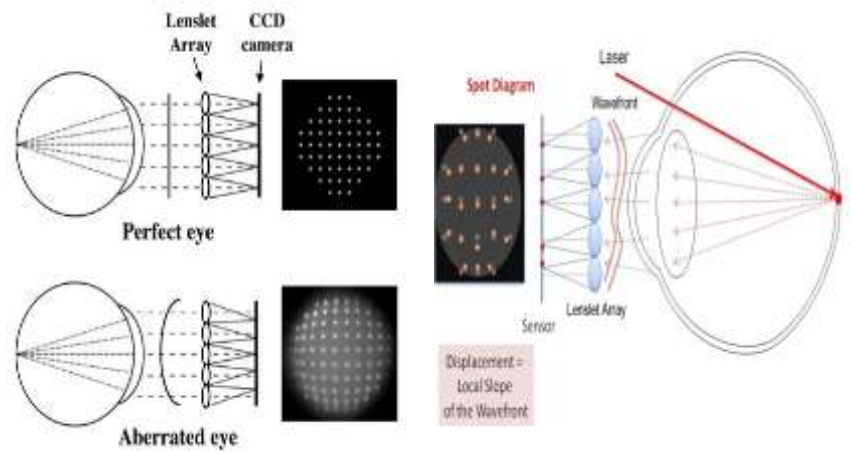 Lenslet
Array
CCD
camera
Perfect eye
Aberrated eye
Laser
Spot Diagram
Wavefront
Sensor
Lenslet Array
Displacement =
Local Slope
of the Wavefront